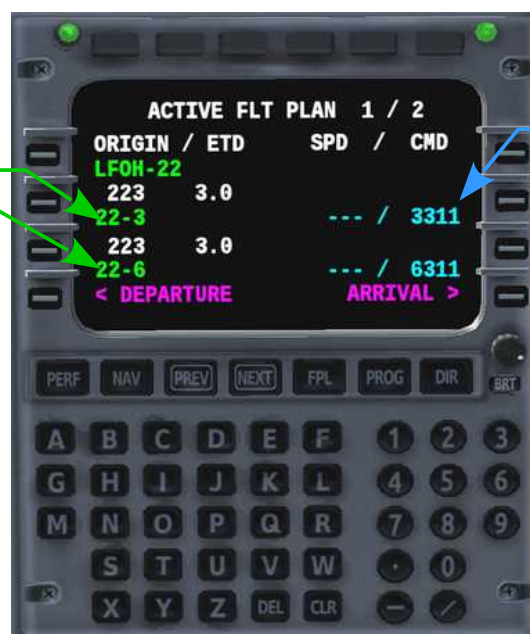 ACTIVE FLT PLAN 1 / 2
ORIGIN / ETD SPD / CMD
LFOH-22
223 3.0
22-3 --- / 3311
223 3.0
22-6 --- / 6311
< DEPARTURE ARRIVAL >
PERF NAV PREV NEXT FPL PROG DIR BRT
A B C D E F 1 2 3
G H I J K L 4 5 6
M N O P Q R 7 8 9
S T U V W · 0
X Y Z DEL CLR − /